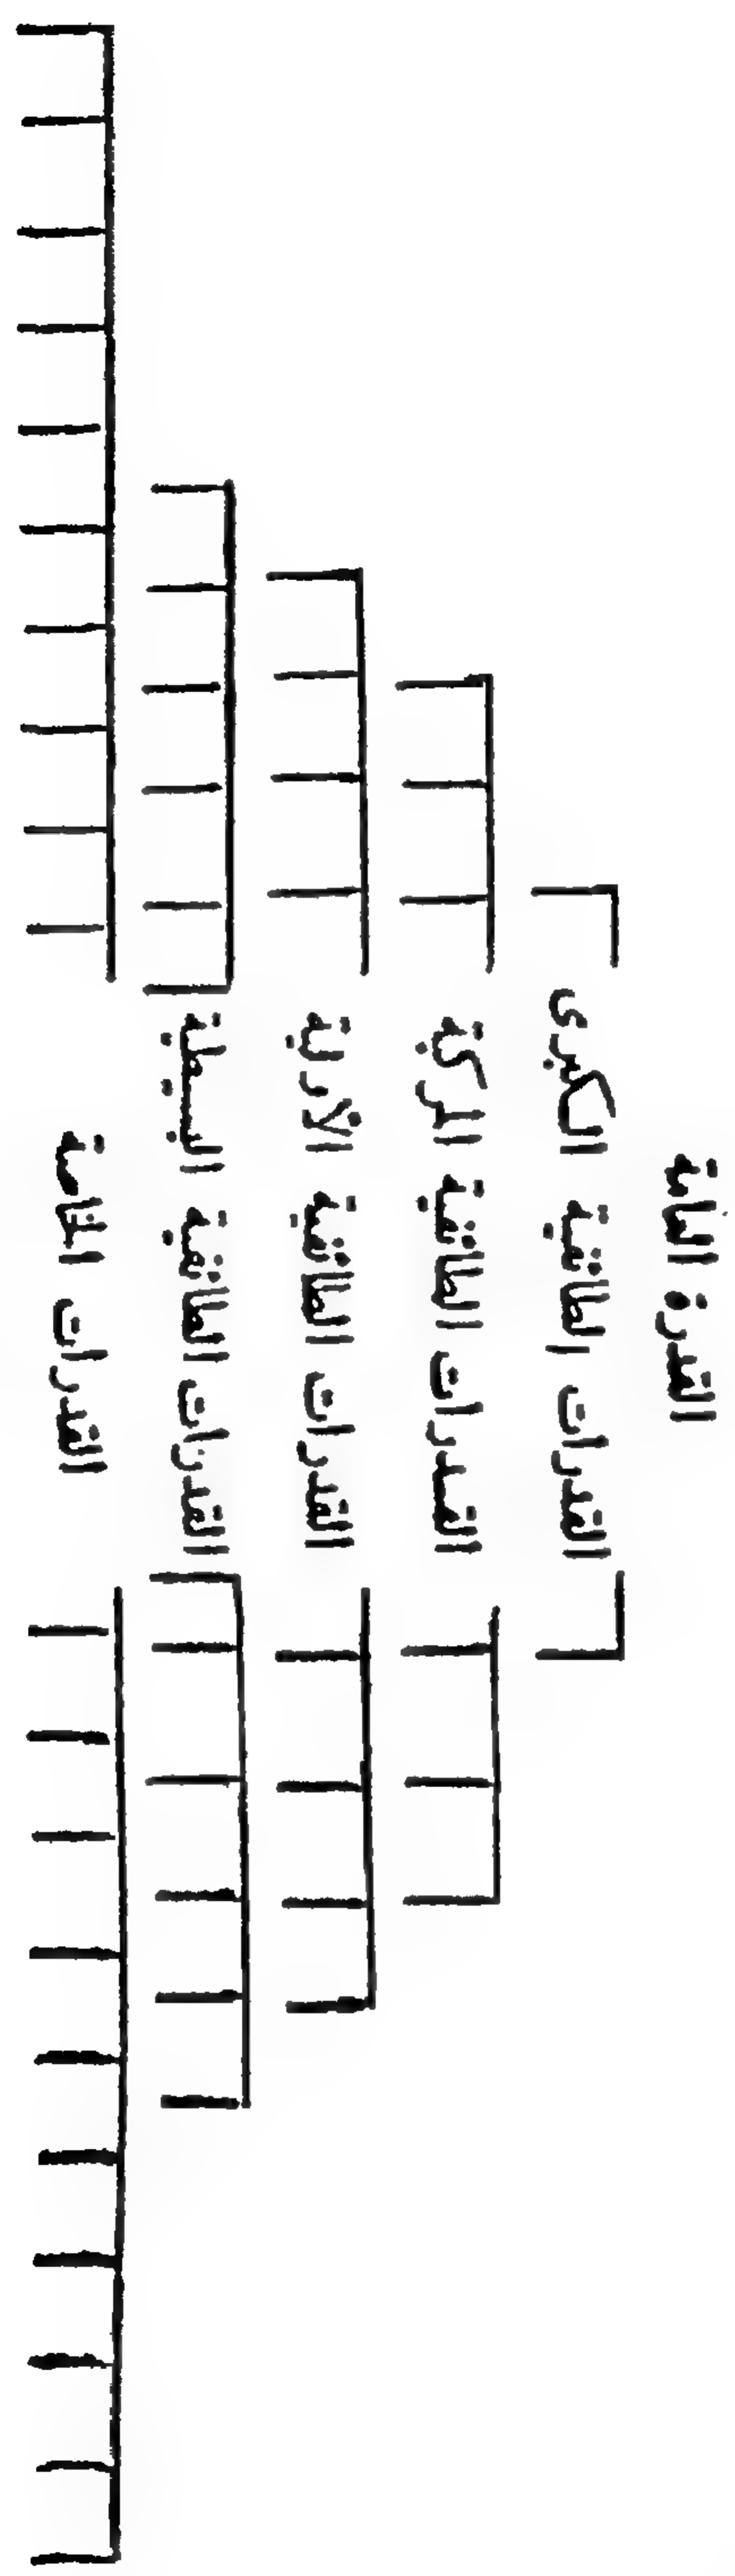 القدرة العامة
القدرات الطائفية الكبرى
القدرات الطائفية المركبة
القدرات الطائفية الأولية
القدرات الطائفية البسيطة
القدرات الخاصة